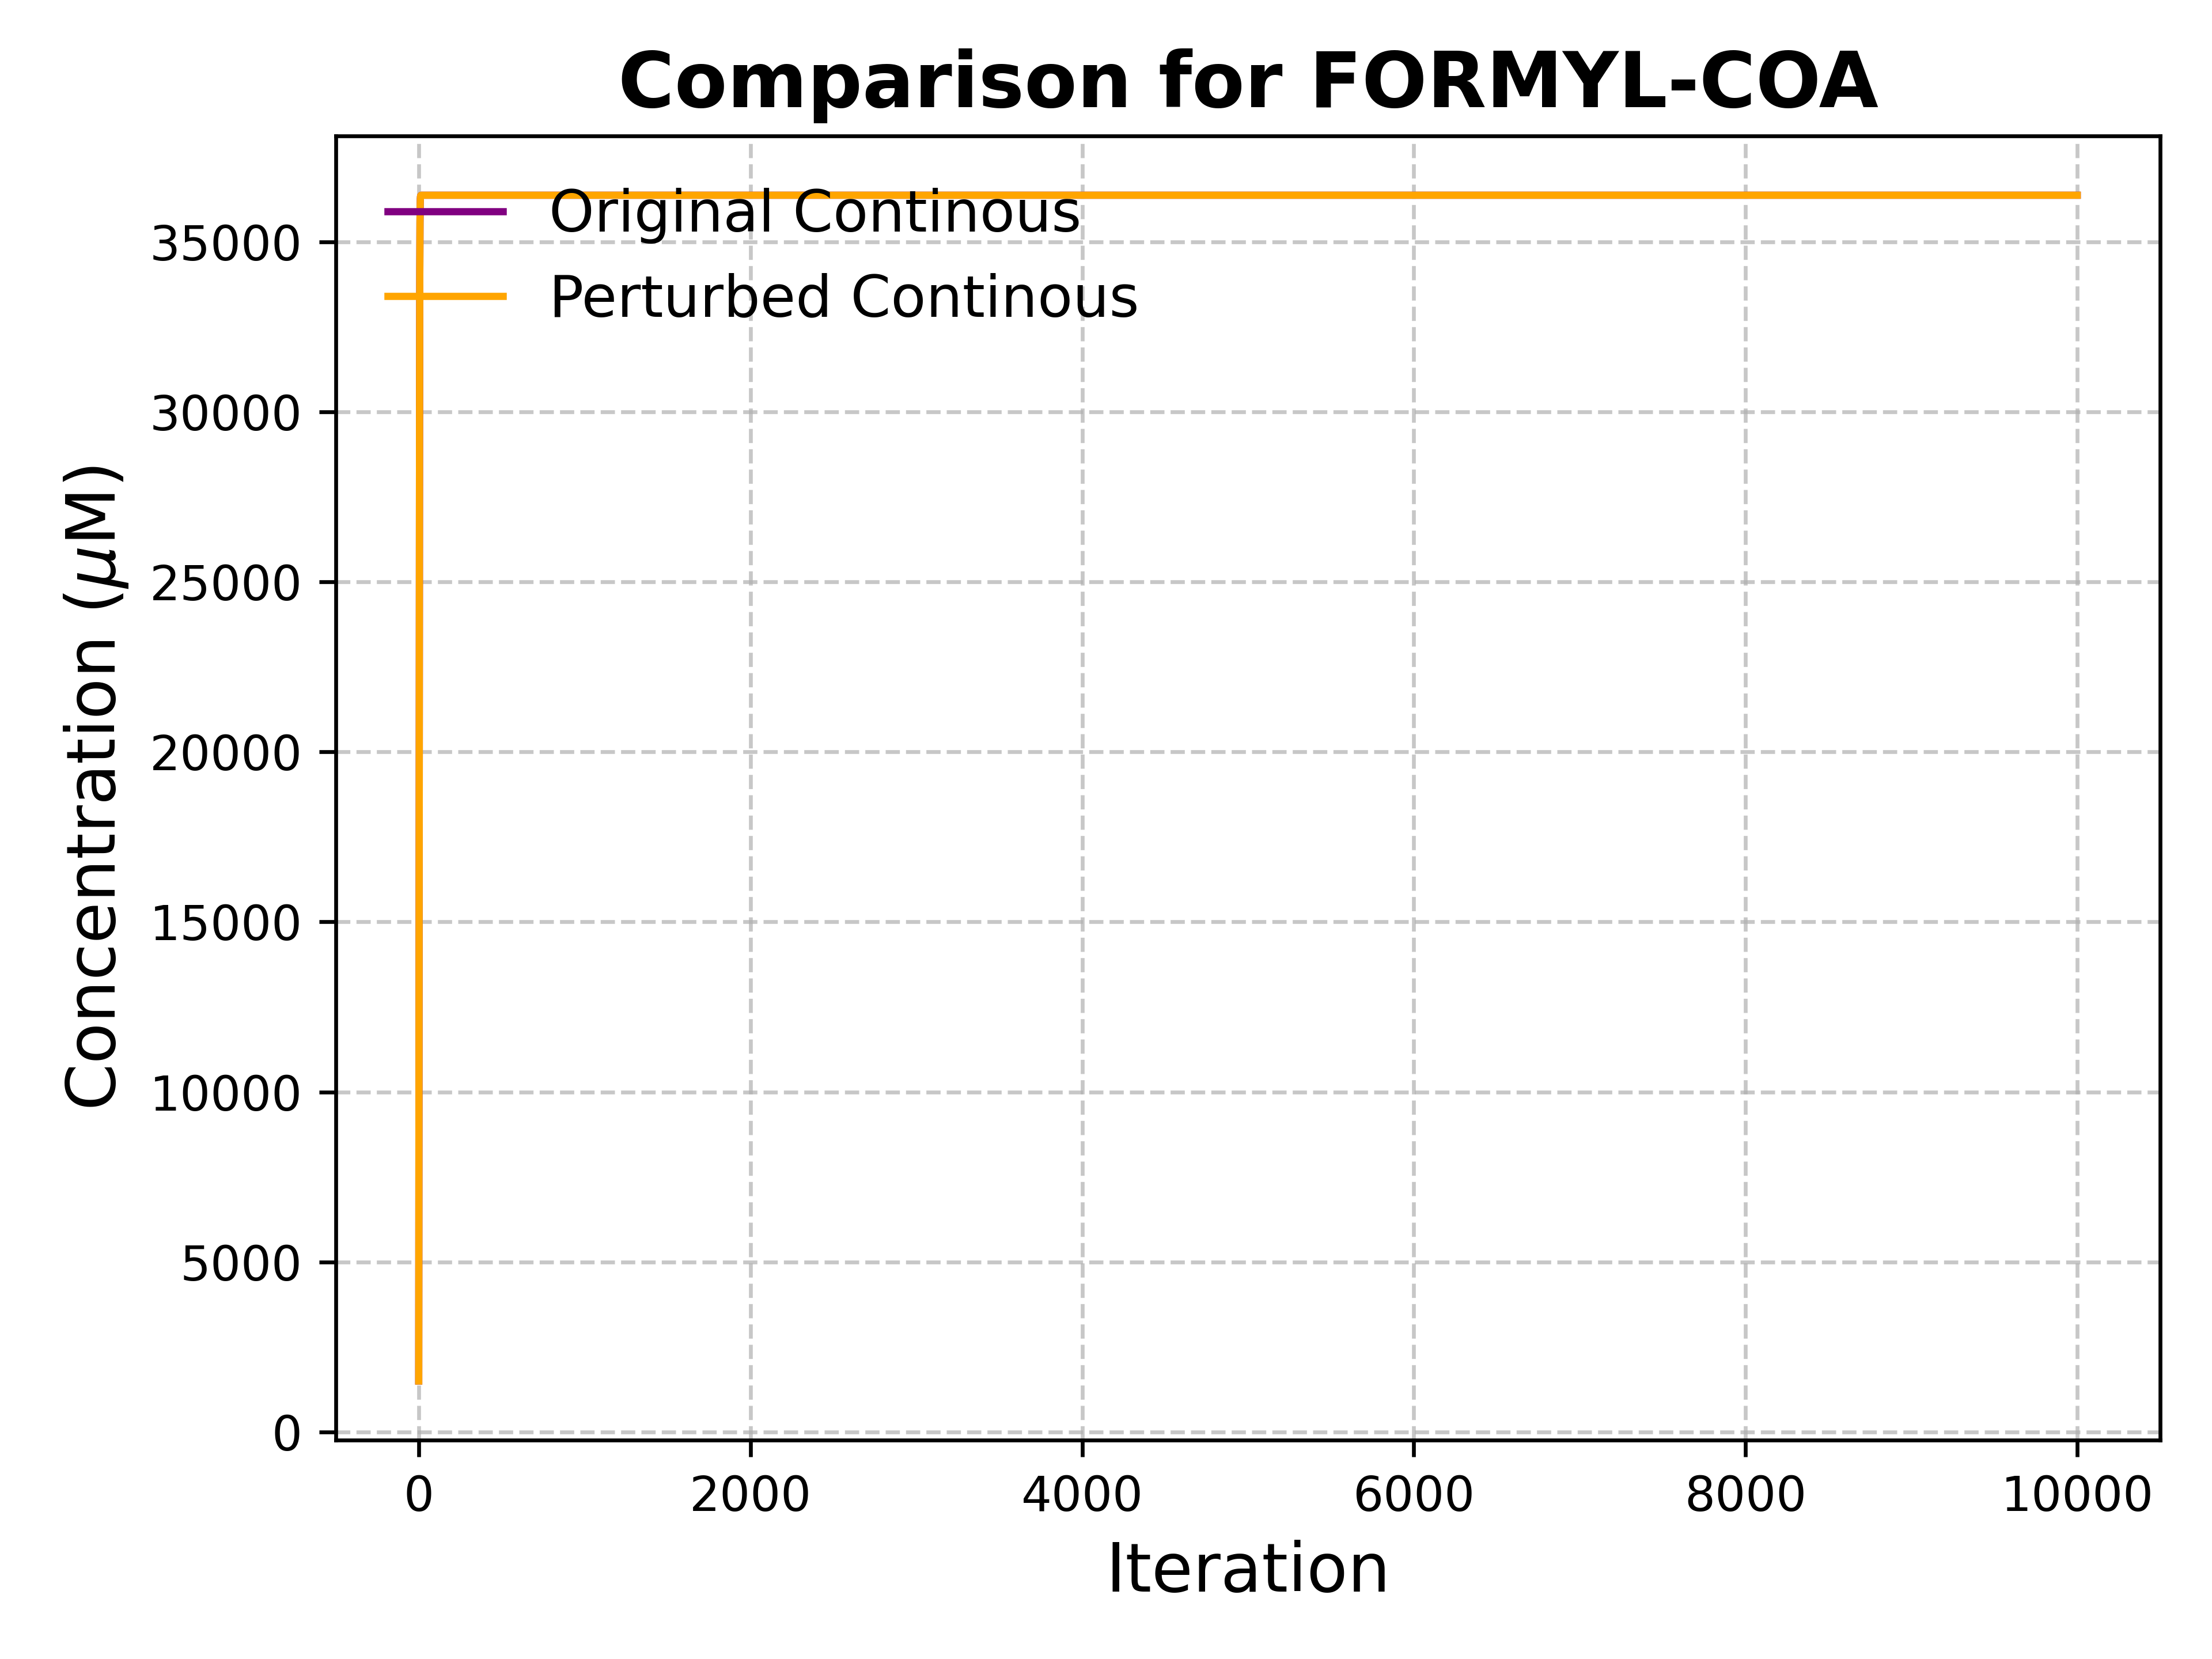 Comparison for FORMYL-COA
Original Continous
Perturbed Continous
Concentration (μM)
35000
30000
25000
20000
15000
10000
5000
0
0 2000 4000 6000 8000 10000
Iteration